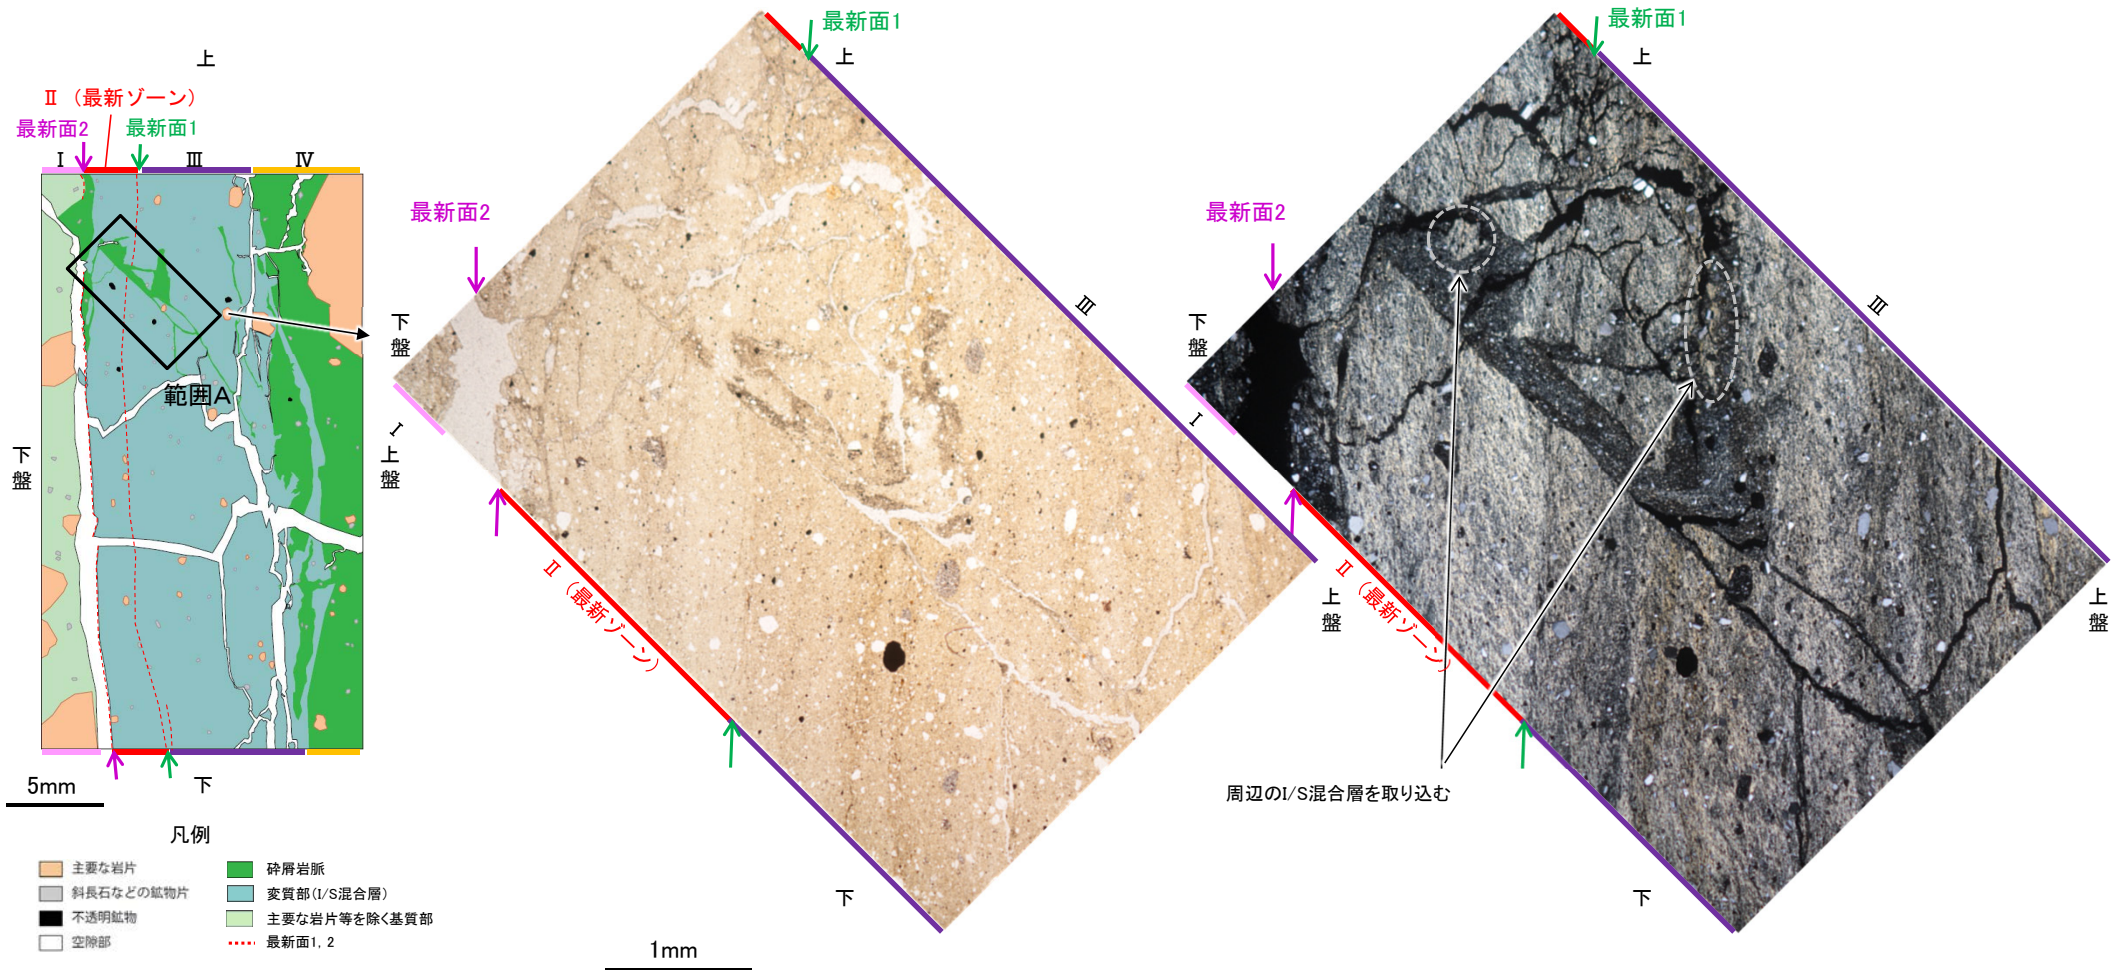 上
Ⅱ（最新ゾーン）
最新面2
最新面1
Ⅰ
Ⅲ
Ⅳ
範囲A
下盤
上盤
下
5mm
凡例
主要な岩片
斜長石などの鉱物片
不透明鉱物
空隙部
砕屑岩脈
変質部（I/S混合層）
主要な岩片等を除く基質部
最新面1, 2
最新面1
上
最新面2
下盤
Ⅰ
Ⅲ
Ⅱ（最新ゾーン）
上盤
下
1mm
最新面1
上
最新面2
下盤
Ⅰ
Ⅲ
Ⅱ（最新ゾーン）
上盤
周辺のI/S混合層を取り込む
下